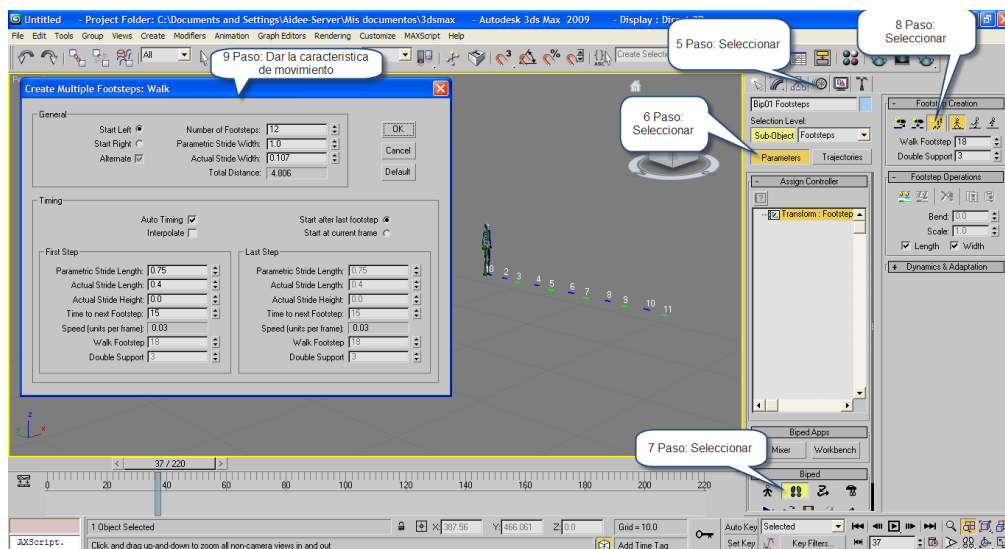 Untitled - Project Folder: C:\Documents and Settings\Aidee-Server\Mis documentos\3dsmax - Autodesk 3ds Max 2009 - Display : Dire
File Edit Tools Group Views Create Modifiers Animation Graph Editors Rendering Customize MAXScript Help
All
Create Selectio
9 Paso: Dar la caracteristica
de movimiento
5 Paso: Seleccionar
8 Paso:
Seleccionar
6 Paso:
Seleccionar
7 Paso: Seleccionar
Create Multiple Footsteps: Walk
General
Start Left
Start Right
Alternate
Number of Footsteps: 12
Parametric Stride Width: 1.0
Actual Stride Width: 0.107
Total Distance: 4.806
OK
Cancel
Default
Timing
Auto Timing
Interpolate
Start after last footstep
Start at current frame
First Step
Parametric Stride Length: 0.75
Actual Stride Length: 0.4
Actual Stride Height: 0.0
Time to next Footstep: 15
Speed (units per frame): 0.03
Walk Footstep 18
Double Support 3
Last Step
Parametric Stride Length: 0.75
Actual Stride Length: 0.4
Actual Stride Height: 0.0
Time to next Footstep: 15
Speed (units per frame): 0.03
Walk Footstep 18
Double Support 3
2 3 4 5 6 7 8 9 10 11
z
y
x
Bip01 Footsteps
Selection Level:
Sub-Object Footsteps
Parameters Trajectories
- Assign Controller
Transform : Footstep
Biped Apps
Mixer Workbench
Biped
- Footstep Creation
Walk Footstep 18
Double Support 3
- Footstep Operations
Bend: 0.0
Scale: 1.0
Length Width
+ Dynamics & Adaptation
< 37 / 220 >
0 20 40 60 80 100 120 140 160 180 200 220
1 Object Selected
X: 387.56 Y: 466.061 Z: 0.0 Grid = 10.0
Auto Key Selected
AXScript.
Click and drag up-and-down to zoom all non-camera views in and out
Add Time Tag
Set Key Key Filters... 37